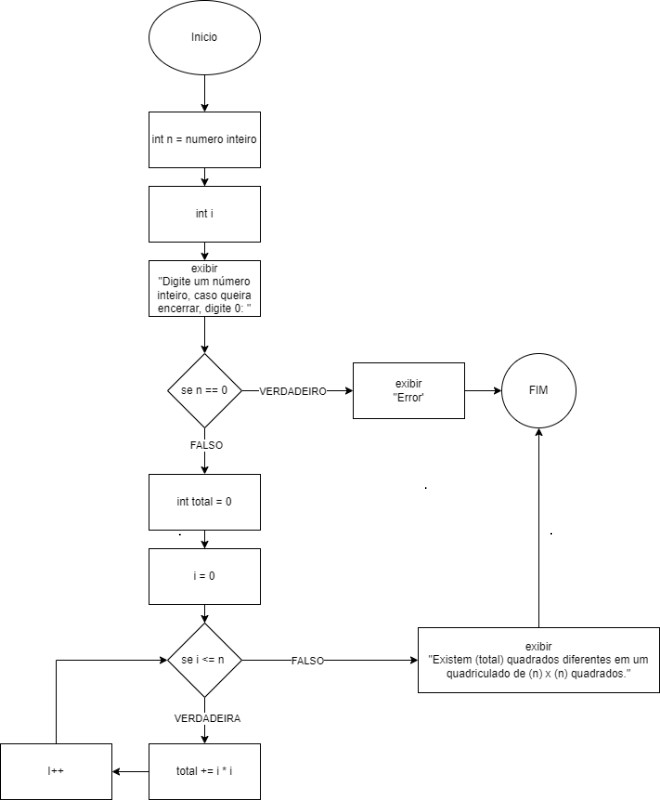 Inicio
int n = numero inteiro
int i
exibir
"Digite um número
inteiro, caso queira
encerrar, digite 0: "
se n == 0
VERDADEIRO
exibir
"Error'
FIM
FALSO
int total = 0
i = 0
se i <= n
FALSO
exibir
"Existem (total) quadrados diferentes em um
quadriculado de (n) x (n) quadrados."
VERDADEIRA
I++
total += i * i